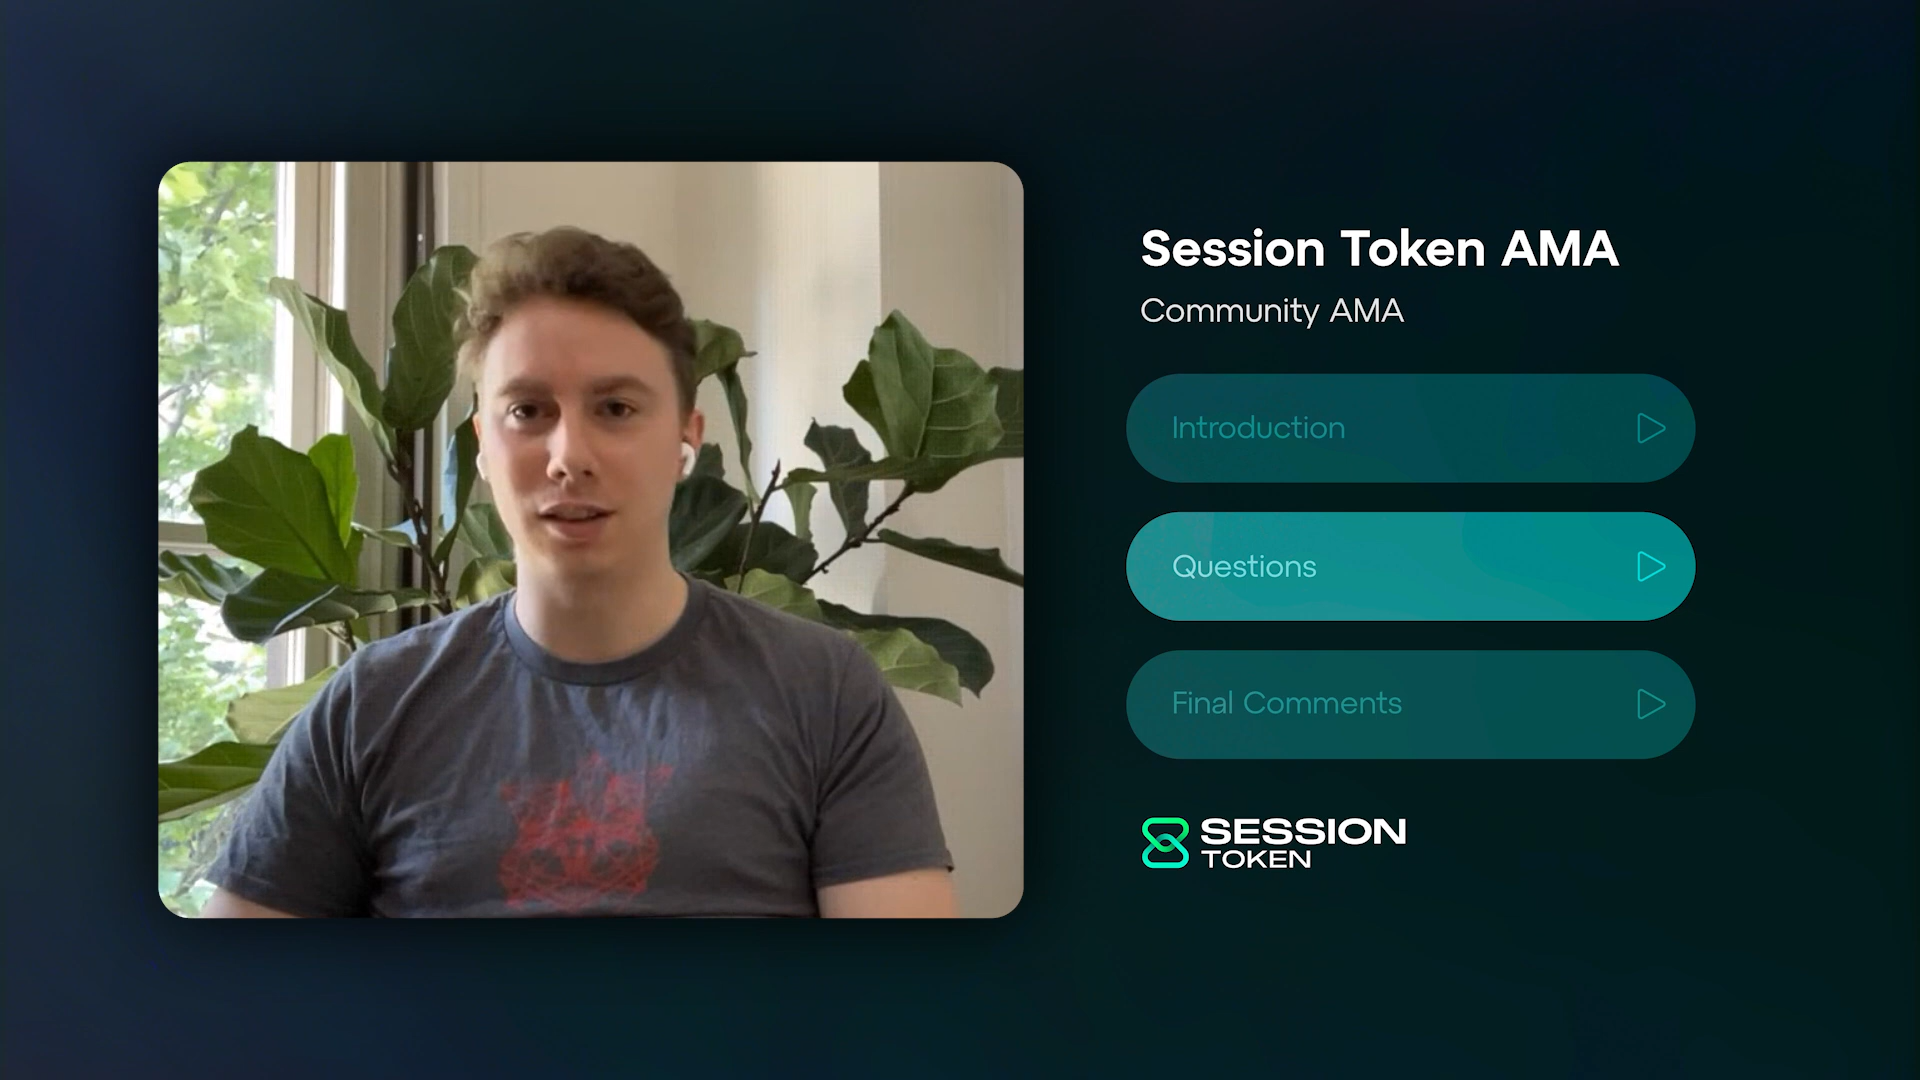 Session Token AMA
Community AMA
Introduction
Questions
Final Comments
SESSION
TOKEN